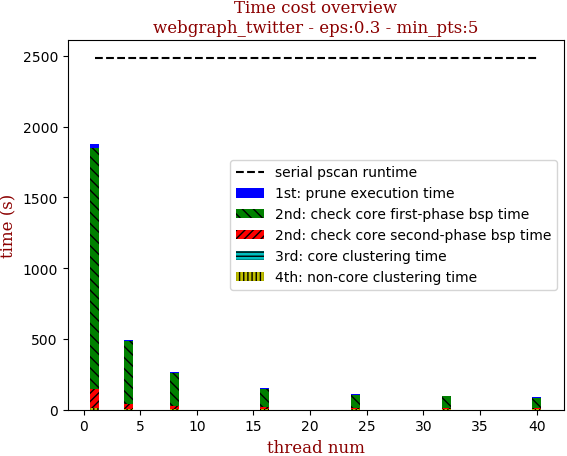 Time cost overview
webgraph_twitter - eps:0.3 - min_pts:5
2500
2000
1500
1000
500
0
time (s)
serial pscan runtime
1st: prune execution time
2nd: check core first-phase bsp time
2nd: check core second-phase bsp time
3rd: core clustering time
4th: non-core clustering time
0 5 10 15 20 25 30 35 40
thread num